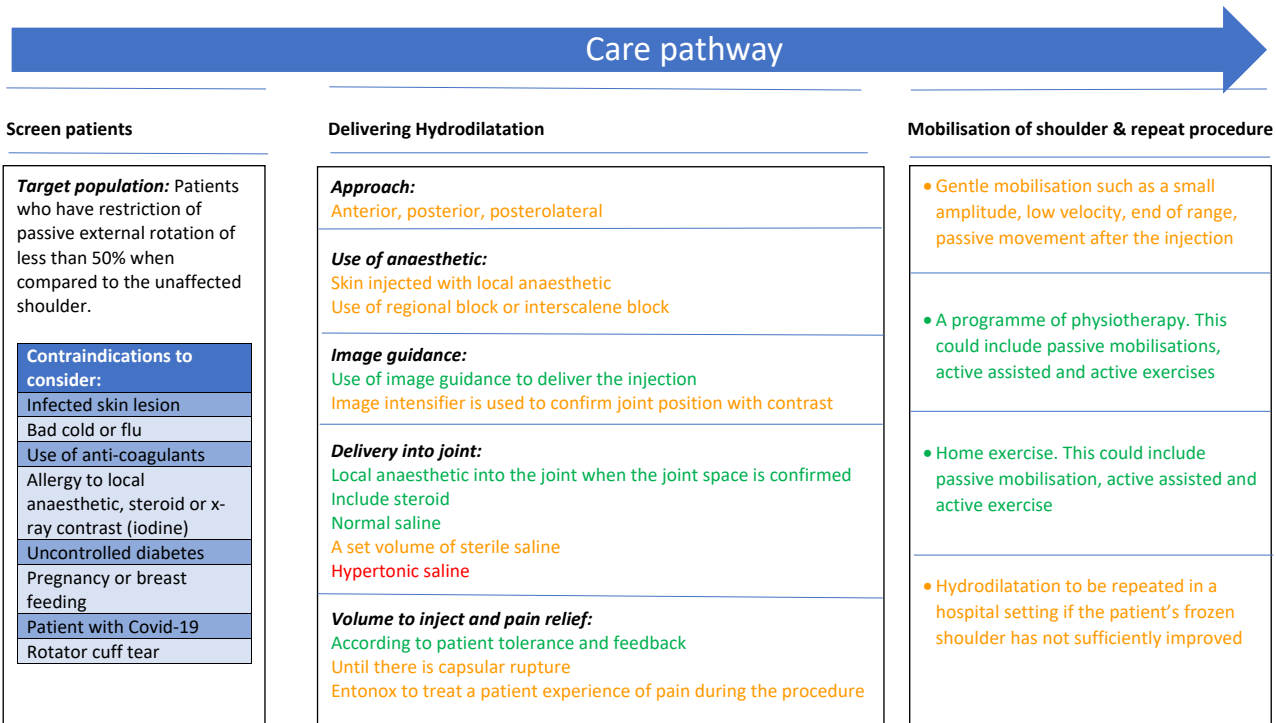 Care pathway
Screen patients
Target population: Patients
who have restriction of
passive external rotation of
less than 50% when
compared to the unaffected
shoulder.
Contraindications to
consider:
Infected skin lesion
Bad cold or flu
Use of anti-coagulants
Allergy to local
anaesthetic, steroid or x-
ray contrast (iodine)
Uncontrolled diabetes
Pregnancy or breast
feeding
Patient with Covid-19
Rotator cuff tear
Delivering Hydrodilatation
Approach:
Anterior, posterior, posterolateral
Use of anaesthetic:
Skin injected with local anaesthetic
Use of regional block or interscalene block
Image guidance:
Use of image guidance to deliver the injection
Image intensifier is used to confirm joint position with contrast
Delivery into joint:
Local anaesthetic into the joint when the joint space is confirmed
Include steroid
Normal saline
A set volume of sterile saline
Hypertonic saline
Volume to inject and pain relief:
According to patient tolerance and feedback
Until there is capsular rupture
Entonox to treat a patient experience of pain during the procedure
Mobilisation of shoulder & repeat procedure
• Gentle mobilisation such as a small
amplitude, low velocity, end of range,
passive movement after the injection
• A programme of physiotherapy. This
could include passive mobilisations,
active assisted and active exercises
• Home exercise. This could include
passive mobilisation, active assisted and
active exercise
• Hydrodilatation to be repeated in a
hospital setting if the patient's frozen
shoulder has not sufficiently improved